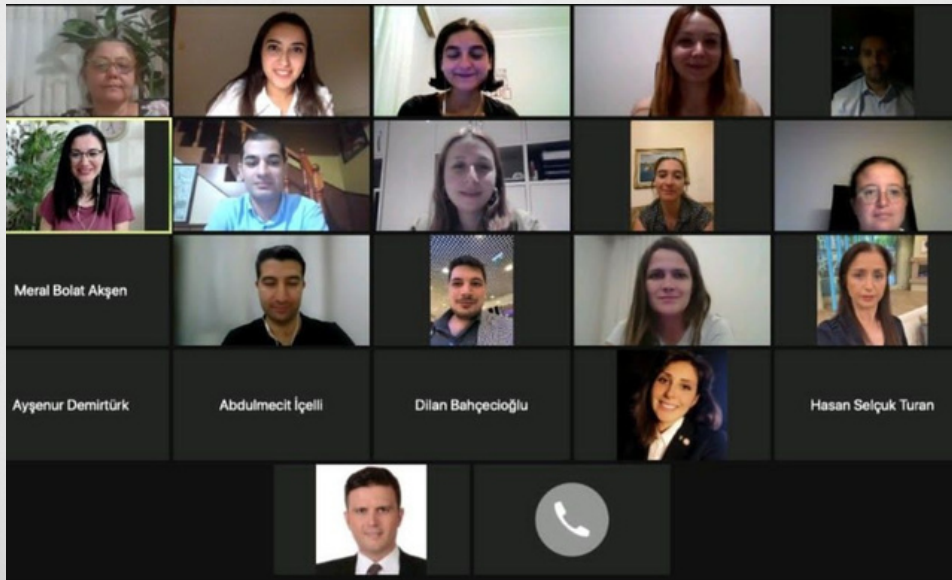 Meral Bolat Akşen
Ayşenur Demirtürk
Abdulmecit İçelli
Dilan Bahçecioğlu
Hasan Selçuk Turan